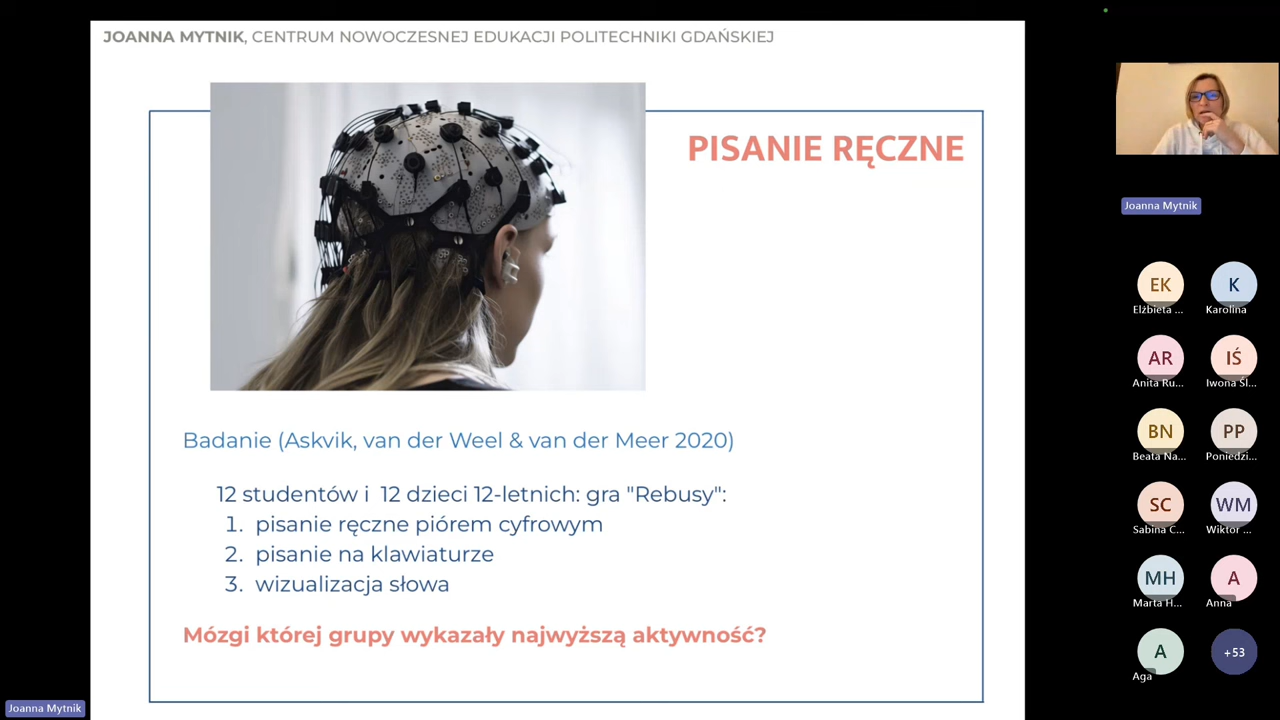 JOANNA MYTNIK, CENTRUM NOWOCZESNEJ EDUKACJI POLITECHNIKI GDAŃSKIEJ
PISANIE RĘCZNE
Badanie (Askvik, van der Weel & van der Meer 2020)
12 studentów i 12 dzieci 12-letnich: gra "Rebusy":
1. pisanie ręczne piórem cyfrowym
2. pisanie na klawiaturze
3. wizualizacja słowa
Mózgi której grupy wykazały najwyższą aktywność?
Joanna Mytnik
Joanna Mytnik
EK
Elżbieta ...
K
Karolina
AR
Anita Ru...
IŚ
Iwona Śl...
BN
Beata Na...
PP
Poniedzi...
SC
Sabina C...
WM
Wiktor ...
MH
Marta H...
A
Anna
A
Aga
+53